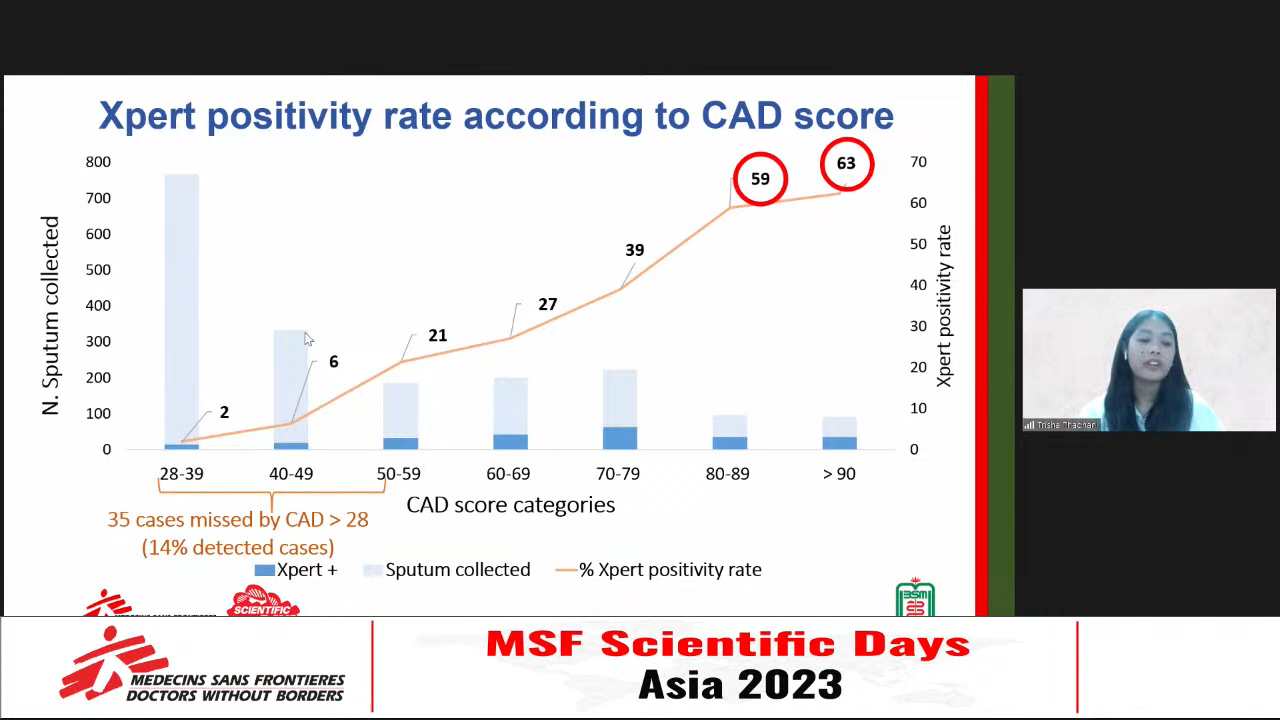 Xpert positivity rate according to CAD score
800
700
600
500
400
300
200
100
0
N. Sputum collected
2
6
21
27
39
59
63
70
60
50
40
30
20
10
0
Xpert positivity rate
28-39
40-49
50-59
60-69
70-79
80-89
> 90
CAD score categories
35 cases missed by CAD > 28
(14% detected cases)
Xpert +
Sputum collected
% Xpert positivity rate
SCIENTIFIC
Trisha Thachan
MEDECINS SANS FRONTIERES
DOCTORS WITHOUT BORDERS
MSF Scientific Days
Asia 2023